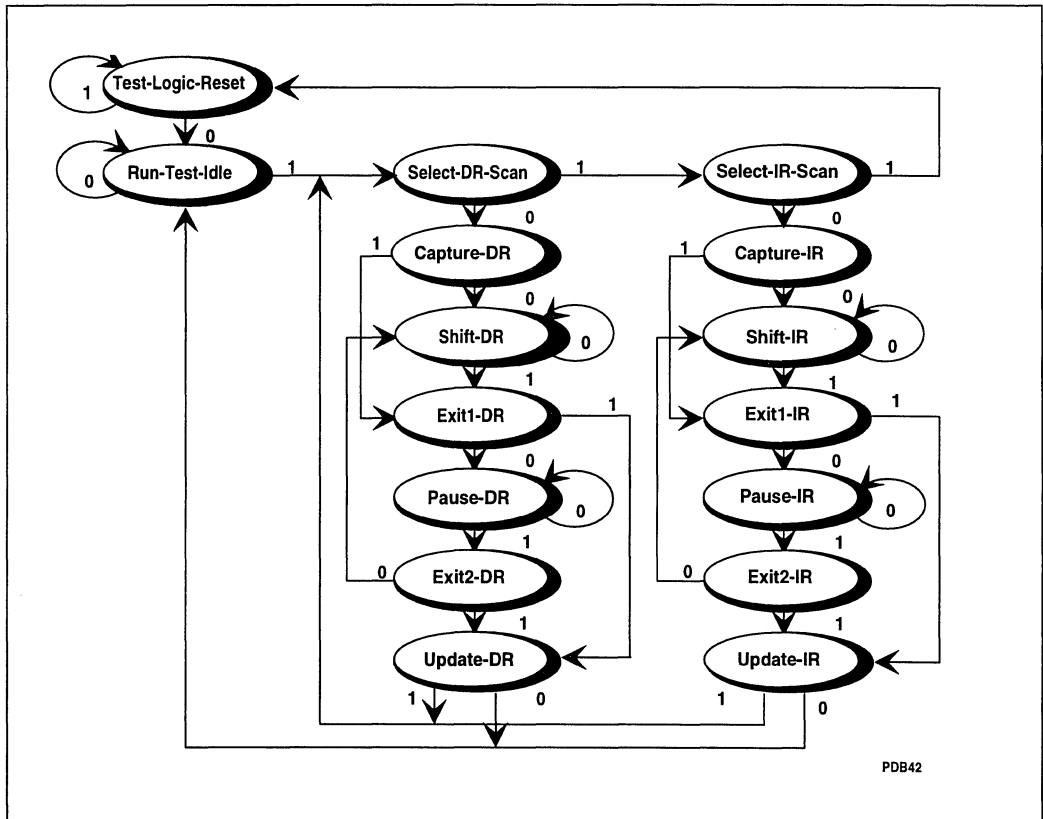 Test-Logic-Reset
1
0
Run-Test-Idle
0
1
Select-DR-Scan
1
Select-IR-Scan
1
0
0
1
Capture-DR
1
Capture-IR
0
0
Shift-DR
0
Shift-IR
0
1
1
Exit1-DR
1
Exit1-IR
1
0
0
Pause-DR
0
Pause-IR
0
1
1
0
Exit2-DR
0
Exit2-IR
1
1
Update-DR
Update-IR
1
0
1
0
PDB42